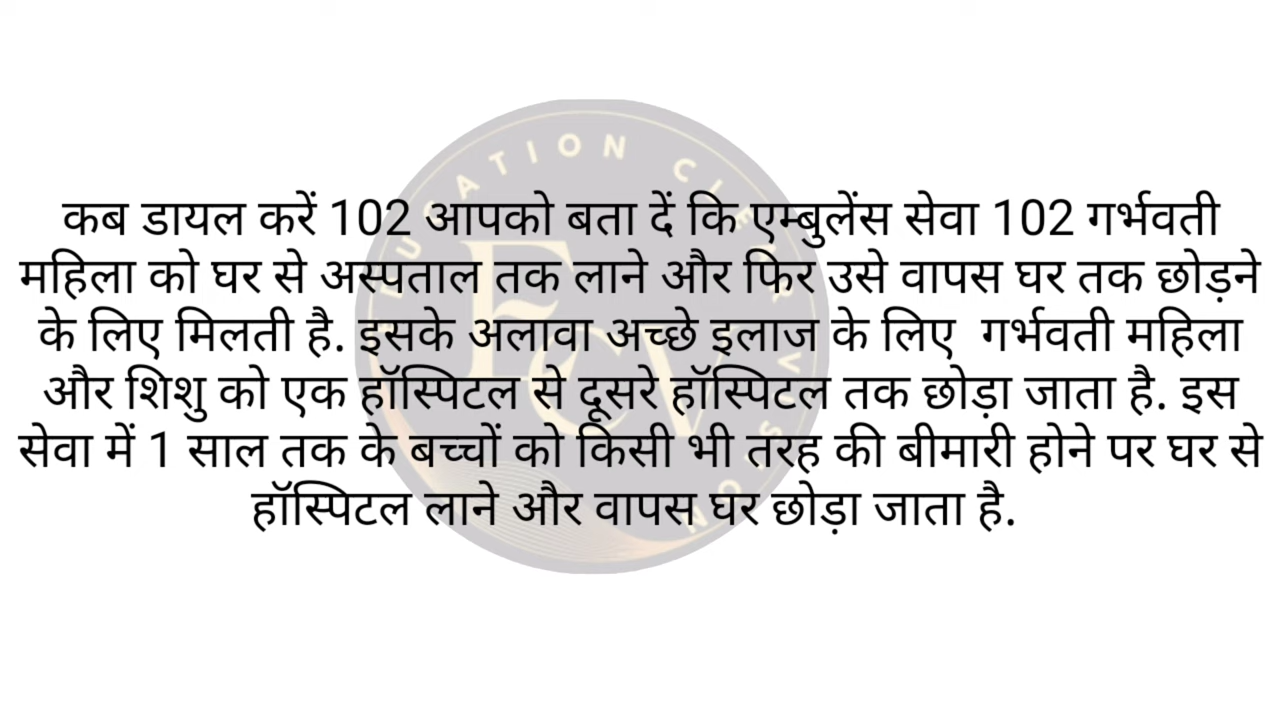 कब डायल करें 102 आपको बता दें कि एम्बुलेंस सेवा 102 गर्भवती
महिला को घर से अस्पताल तक लाने और फिर उसे वापस घर तक छोड़ने
के लिए मिलती है. इसके अलावा अच्छे इलाज के लिए  गर्भवती महिला
और शिशु को एक हॉस्पिटल से दूसरे हॉस्पिटल तक छोड़ा जाता है. इस
सेवा में 1 साल तक के बच्चों को किसी भी तरह की बीमारी होने पर घर से
हॉस्पिटल लाने और वापस घर छोड़ा जाता है.